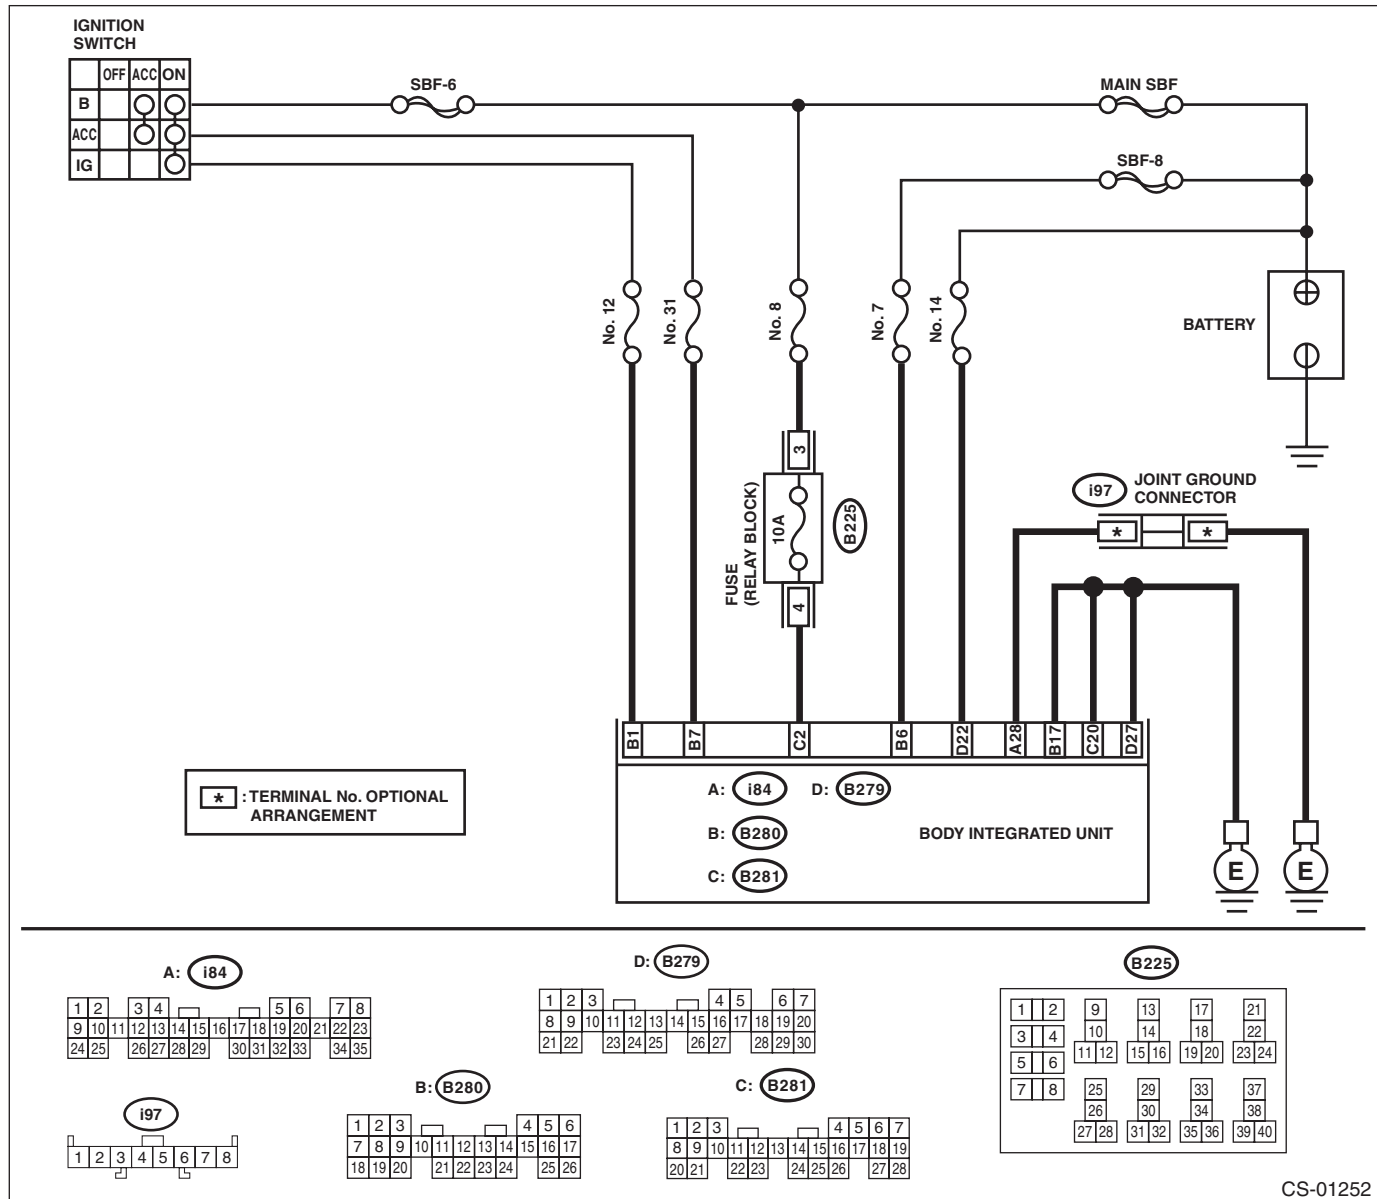 IGNITION
SWITCH
OFF ACC ON
B
ACC
IG
SBF-6
MAIN SBF
SBF-8
No. 12
No. 31
No. 8
No. 7
No. 14
BATTERY
3
FUSE
(RELAY BLOCK)
10A
B225
4
i97 JOINT GROUND
CONNECTOR
* *
B1 B7 C2 B6 D22 A28 B17 C20 D27
A: i84 D: B279
B: B280 BODY INTEGRATED UNIT
C: B281
* : TERMINAL No. OPTIONAL
ARRANGEMENT
E E
A: i84
1 2 3 4 5 6 7 8
9 10 11 12 13 14 15 16 17 18 19 20 21 22 23
24 25 26 27 28 29 30 31 32 33 34 35
D: B279
1 2 3 4 5 6 7
8 9 10 11 12 13 14 15 16 17 18 19 20
21 22 23 24 25 26 27 28 29 30
B225
1 2 9 13 17 21
3 4 10 14 18 22
5 6 11 12 15 16 19 20 23 24
7 8 25 29 33 37
26 30 34 38
27 28 31 32 35 36 39 40
i97
1 2 3 4 5 6 7 8
B: B280
1 2 3 4 5 6
7 8 9 10 11 12 13 14 15 16 17
18 19 20 21 22 23 24 25 26
C: B281
1 2 3 4 5 6 7
8 9 10 11 12 13 14 15 16 17 18 19
20 21 22 23 24 25 26 27 28
CS-01252